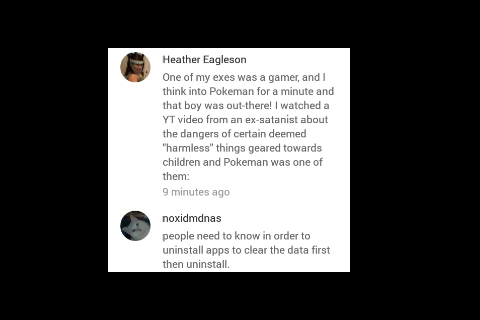 Heather Eagleson
One of my exes was a gamer, and I
think into Pokeman for a minute and
that boy was out-there! I watched a
YT video from an ex-satanist about
the dangers of certain deemed
"harmless" things geared towards
children and Pokeman was one of
them:
9 minutes ago
noxidmdnas
people need to know in order to
uninstall apps to clear the data first
then uninstall.